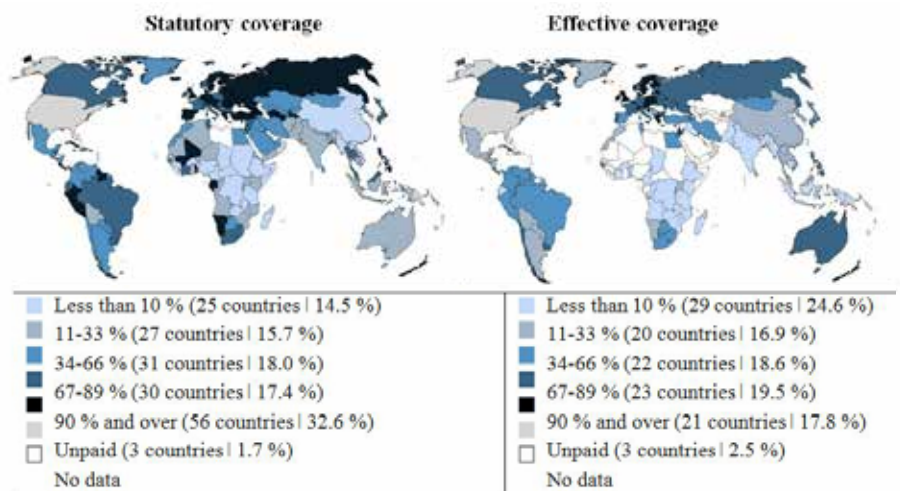 Statutory coverage
Less than 10 % (25 countries | 14.5 %)
11-33 % (27 countries | 15.7 %)
34-66 % (31 countries | 18.0 %)
67-89 % (30 countries | 17.4 %)
90 % and over (56 countries | 32.6 %)
Unpaid (3 countries | 1.7 %)
No data
Effective coverage
Less than 10 % (29 countries | 24.6 %)
11-33 % (20 countries | 16.9 %)
34-66 % (22 countries | 18.6 %)
67-89 % (23 countries | 19.5 %)
90 % and over (21 countries | 17.8 %)
Unpaid (3 countries | 2.5 %)
No data